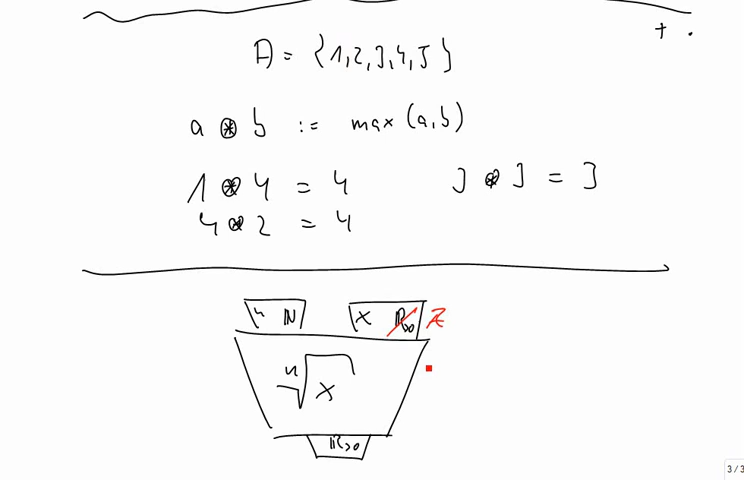 + .
A = {1,2,3,4,5}
a ⊛ b := max (a,b)
1 ⊛ 4 = 4 3 ⊛ 3 = 3
4 ⊛ 2 = 4
n ℕ x ℝ≥0 ℤ
ⁿ√x
ℝ≥0
3 / 3